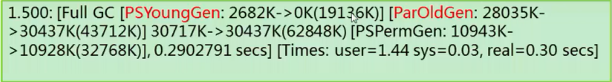 1.500: [Full GC [PSYoungGen: 2682K->0K(19136K)] [ParOldGen: 28035K-
>30437K(43712K)] 30717K->30437K(62848K) [PSPermGen: 10943K-
>10928K(32768K)], 0.2902791 secs] [Times: user=1.44 sys=0.03, real=0.30 secs]